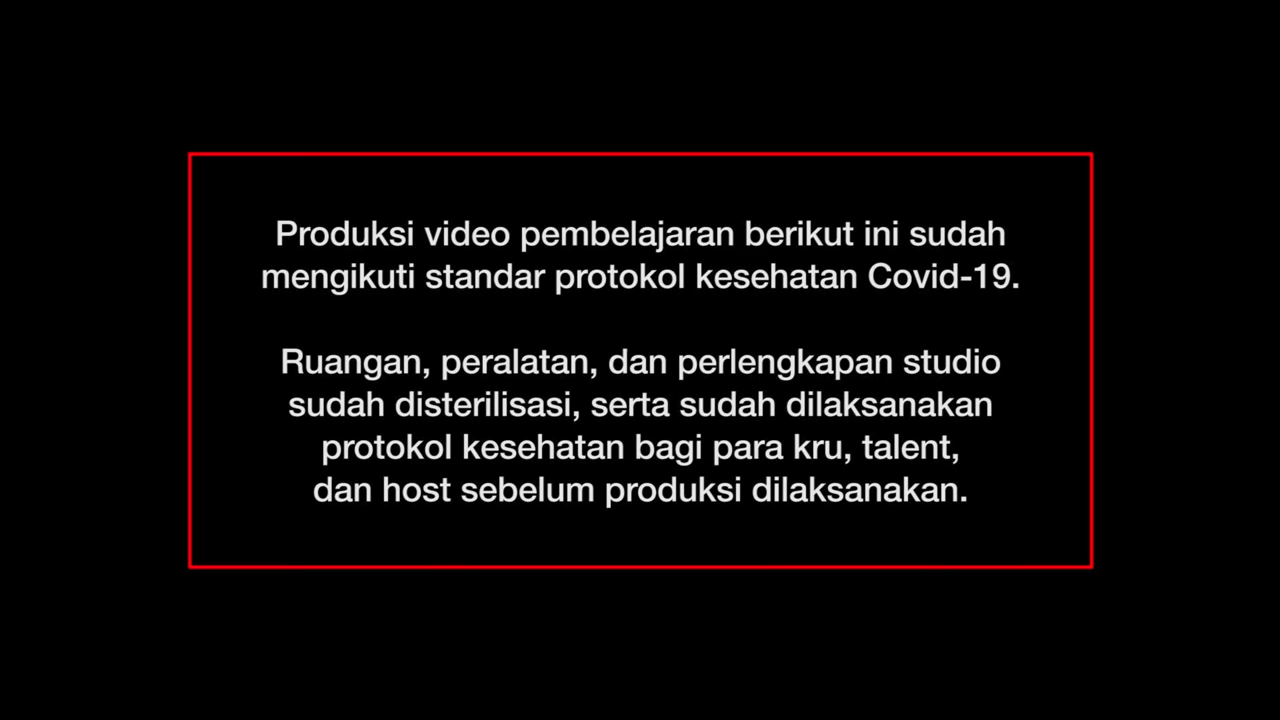 Produksi video pembelajaran berikut ini sudah
mengikuti standar protokol kesehatan Covid-19.
Ruangan, peralatan, dan perlengkapan studio
sudah disterilisasi, serta sudah dilaksanakan
protokol kesehatan bagi para kru, talent,
dan host sebelum produksi dilaksanakan.